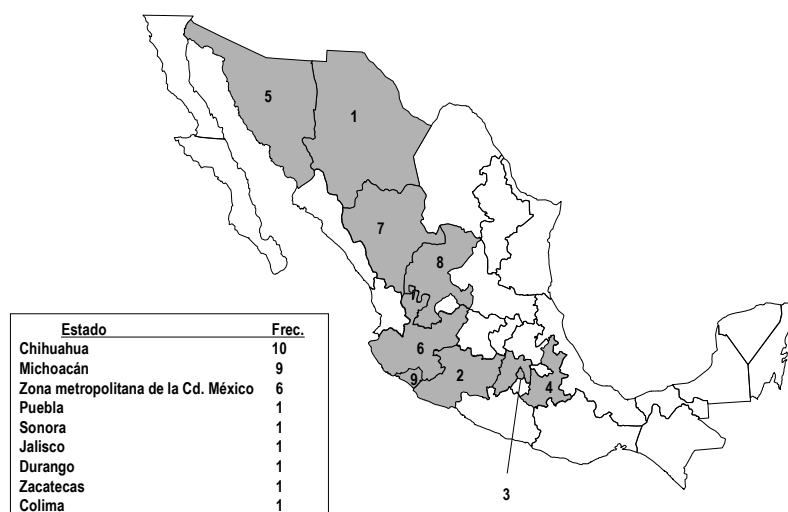 5
1
7
8
6
9
2
4
3
Estado Frec.
Chihuahua 10
Michoacán 9
Zona metropolitana de la Cd. México 6
Puebla 1
Sonora 1
Jalisco 1
Durango 1
Zacatecas 1
Colima 1